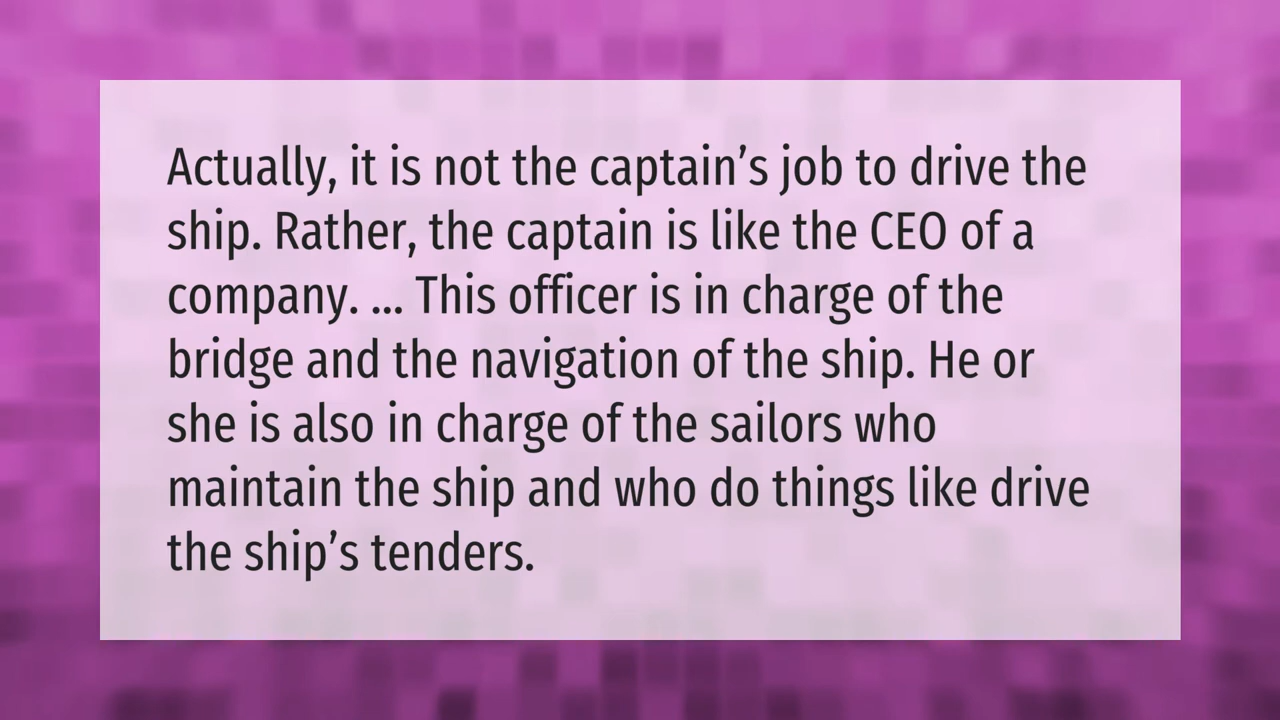 Actually, it is not the captain’s job to drive the
ship. Rather, the captain is like the CEO of a
company. ... This officer is in charge of the
bridge and the navigation of the ship. He or
she is also in charge of the sailors who
maintain the ship and who do things like drive
the ship’s tenders.